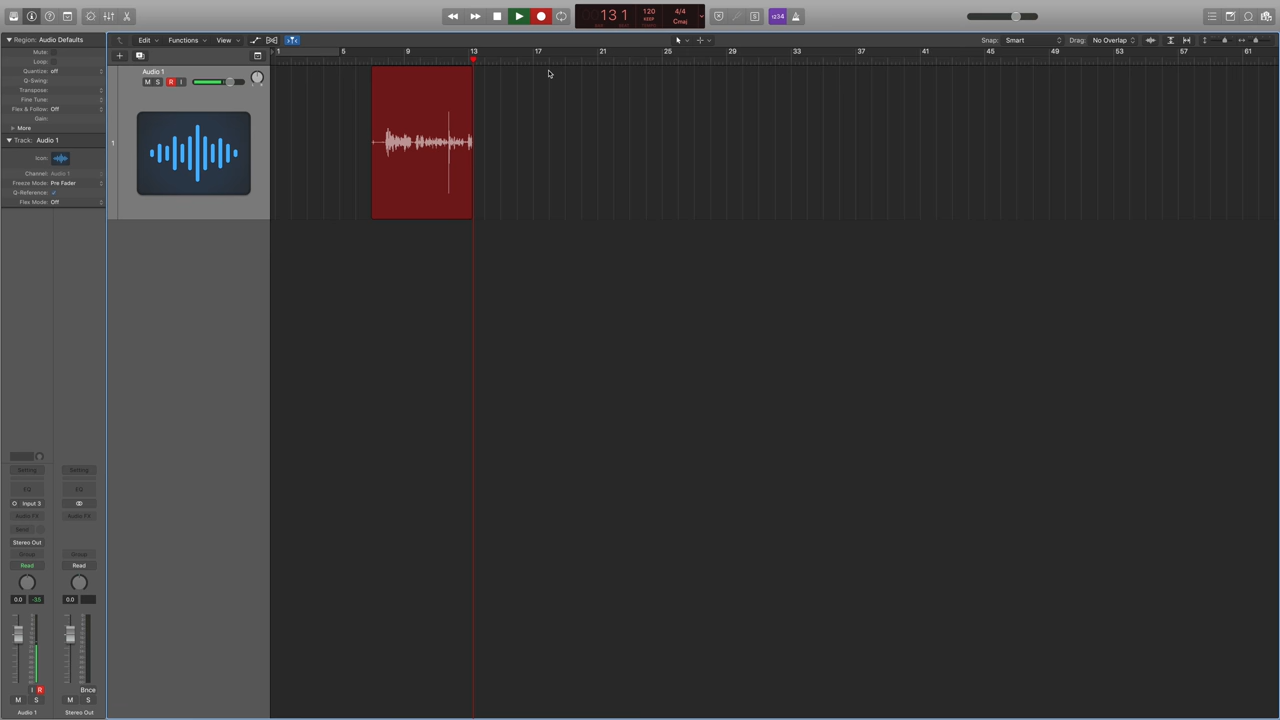 Region: Audio Defaults
Mute:
Loop:
Quantize: off
Q-Swing:
Transpose:
Fine Tune:
Flex & Follow: Off
Gain:
More
Track: Audio 1
Icon:
Channel: Audio 1
Freeze Mode: Pre Fader
Q-Reference:
Flex Mode: Off
Setting Setting
EQ EQ
Input 3
Audio FX Audio FX
Send
Stereo Out
Group Group
Read Read
0.0 -35 0.0
I R Bnce
M S M S
Audio 1 Stereo Out
13 1 120 KEEP 4/4 Cmaj
S
1234
Edit Functions View
Snap: Smart Drag: No Overlap
1 5 9 13 17 21 25 29 33 37 41 45 49 53 57 61
Audio 1
M S R I
1